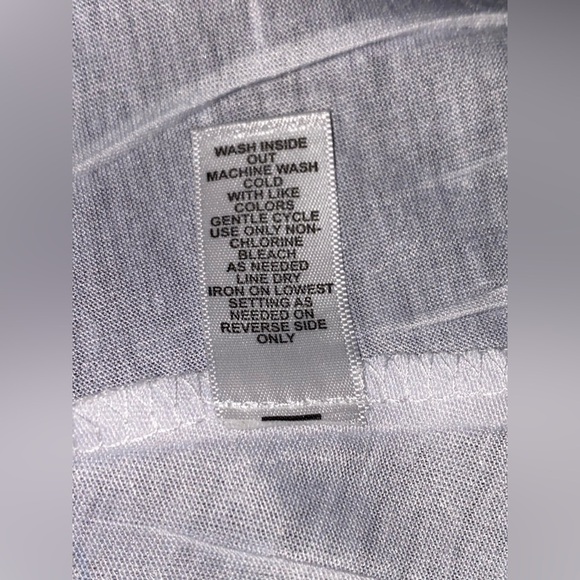 WASH INSIDE
OUT
MACHINE WASH
COLD
WITH LIKE
COLORS
GENTLE CYCLE
USE ONLY NON-
CHLORINE
BLEACH
AS NEEDED
LINE DRY
IRON ON LOWEST
SETTING AS
NEEDED ON
REVERSE SIDE
ONLY